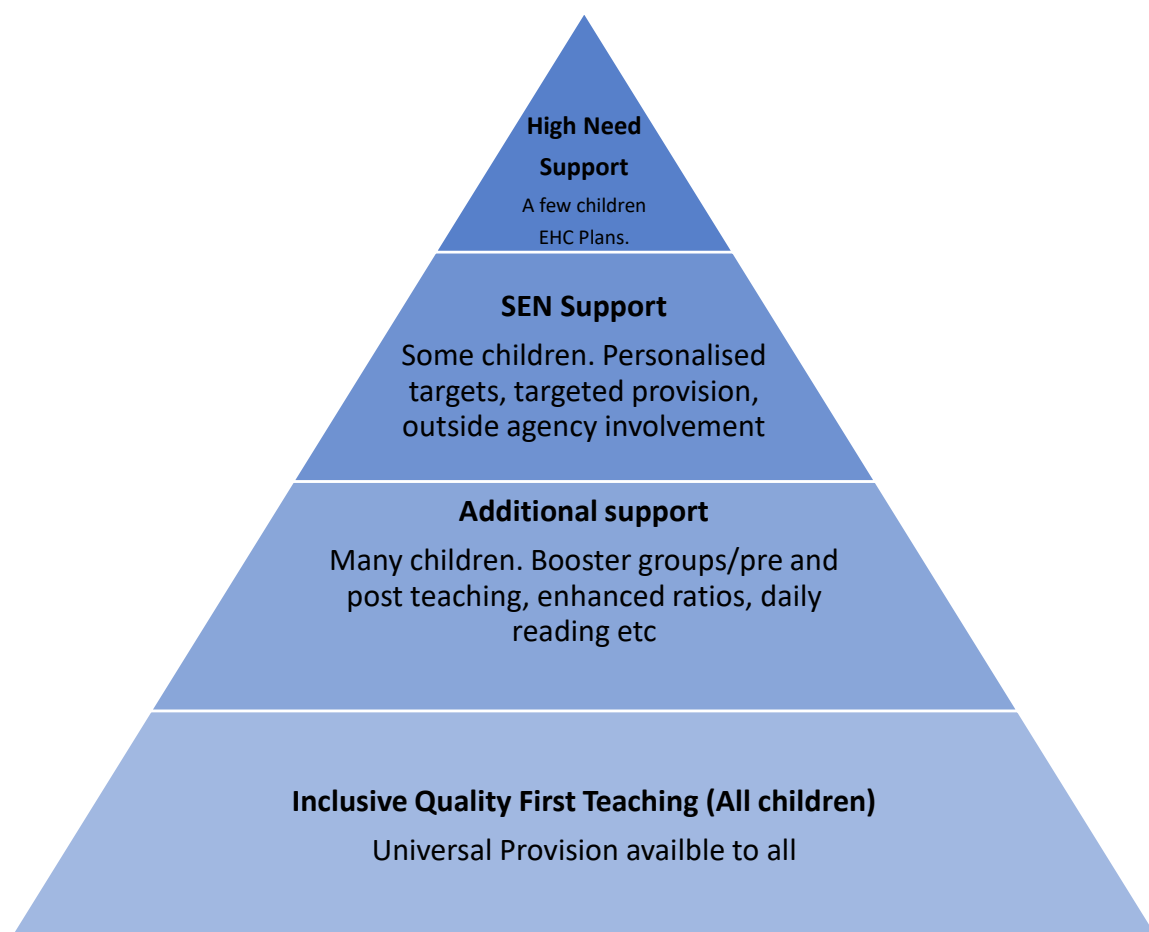 High Need
Support
A few children
EHC Plans.
SEN Support
Some children. Personalised
targets, targeted provision,
outside agency involvement
Additional support
Many children. Booster groups/pre and
post teaching, enhanced ratios, daily
reading etc
Inclusive Quality First Teaching (All children)
Universal Provision availble to all